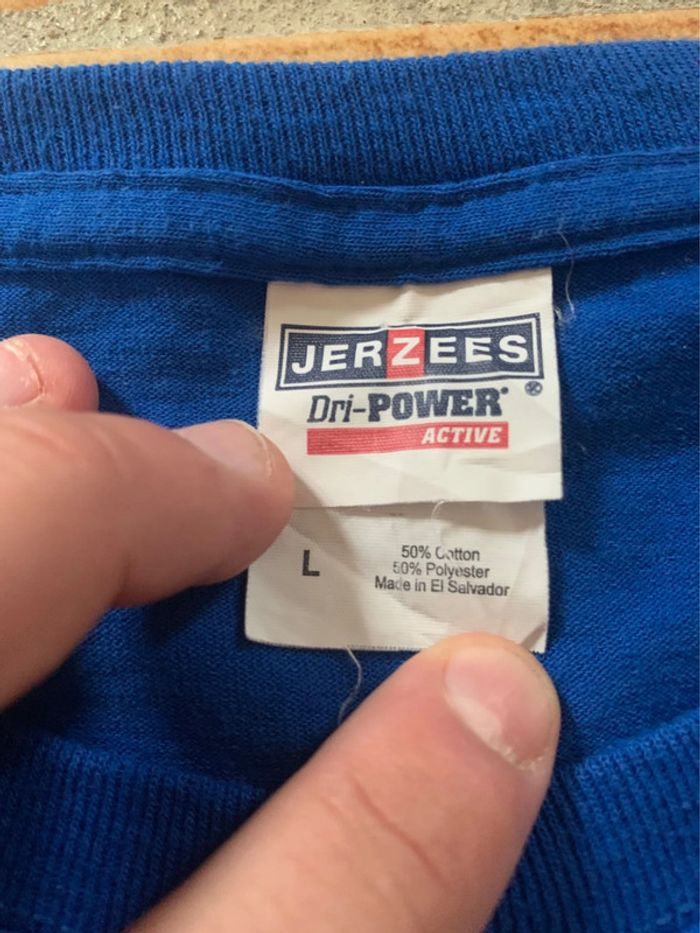 JERZEES
Dri-POWER®
ACTIVE
L
50% Cotton
50% Polyester
Made in El Salvador